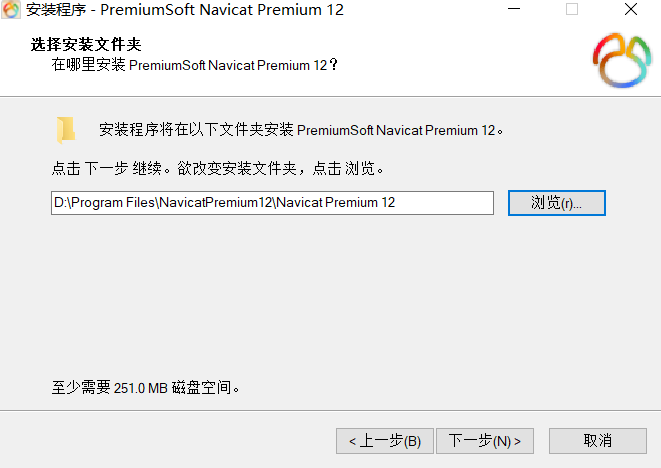 安装程序 - PremiumSoft Navicat Premium 12
选择安装文件夹
在哪里安装 PremiumSoft Navicat Premium 12？
安装程序将在以下文件夹安装 PremiumSoft Navicat Premium 12。
点击 下一步 继续。欲改变安装文件夹，点击 浏览。
D:\Program Files\NavicatPremium12\Navicat Premium 12
浏览(r)...
至少需要 251.0 MB 磁盘空间。
< 上一步(B)
下一步(N) >
取消